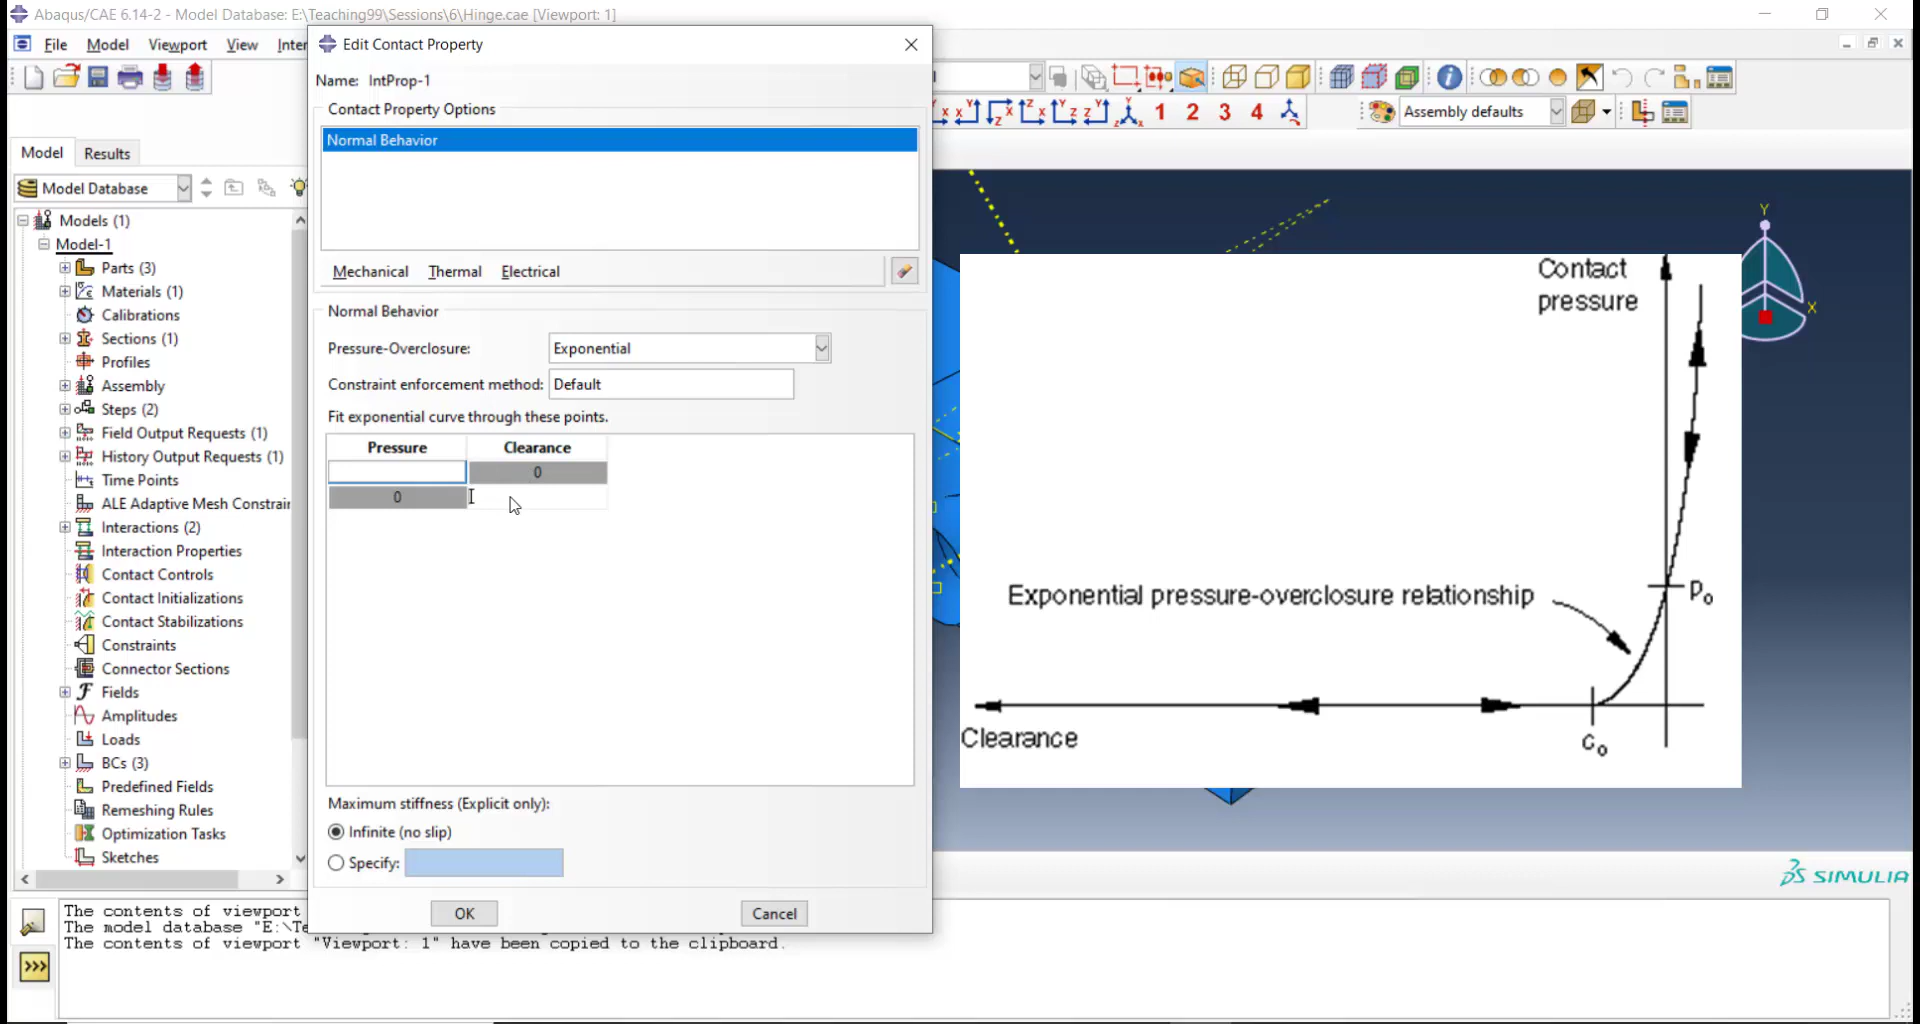 Abaqus/CAE 6.14-2 - Model Database: E:\Teaching99\Sessions\6\Hinge.cae [Viewport: 1]
File Model Viewport View Inter
Edit Contact Property
Name: IntProp-1
Contact Property Options
Normal Behavior
Mechanical Thermal Electrical
Normal Behavior
Pressure-Overclosure: Exponential
Constraint enforcement method: Default
Fit exponential curve through these points.
Pressure Clearance
0
0
Maximum stiffness (Explicit only):
Infinite (no slip)
Specify:
OK Cancel
1 2 3 4
Assembly defaults
Model Results
Model Database
Models (1)
Model-1
Parts (3)
Materials (1)
Calibrations
Sections (1)
Profiles
Assembly
Steps (2)
Field Output Requests (1)
History Output Requests (1)
Time Points
ALE Adaptive Mesh Constrain
Interactions (2)
Interaction Properties
Contact Controls
Contact Initializations
Contact Stabilizations
Constraints
Connector Sections
Fields
Amplitudes
Loads
BCs (3)
Predefined Fields
Remeshing Rules
Optimization Tasks
Sketches
Contact
pressure
Exponential pressure-overclosure relationship
p₀
Clearance
c₀
Y
X
SIMULIA
The contents of viewport
The model database "E:\Te
The contents of viewport "Viewport: 1" have been copied to the clipboard.
>>>